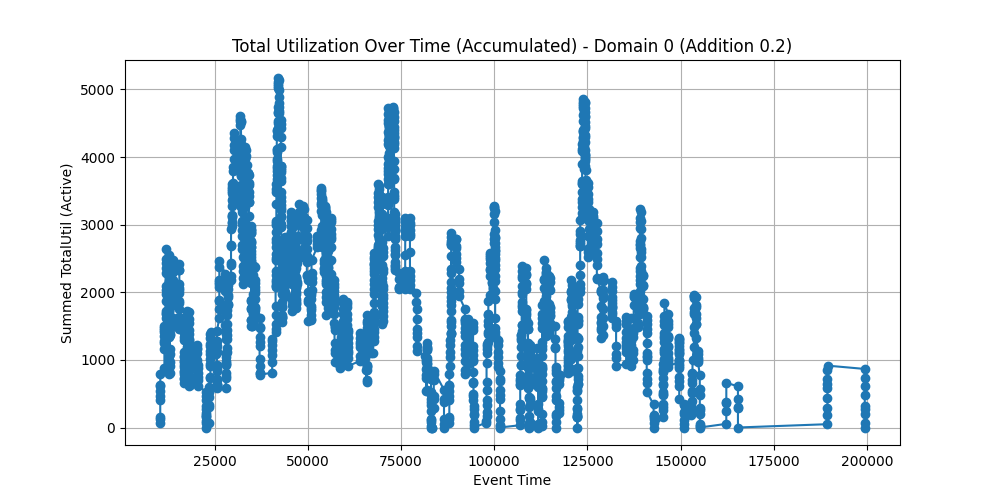 Total Utilization Over Time (Accumulated) - Domain 0 (Addition 0.2)
Summed TotalUtil (Active)
5000
4000
3000
2000
1000
0
25000 50000 75000 100000 125000 150000 175000 200000
Event Time